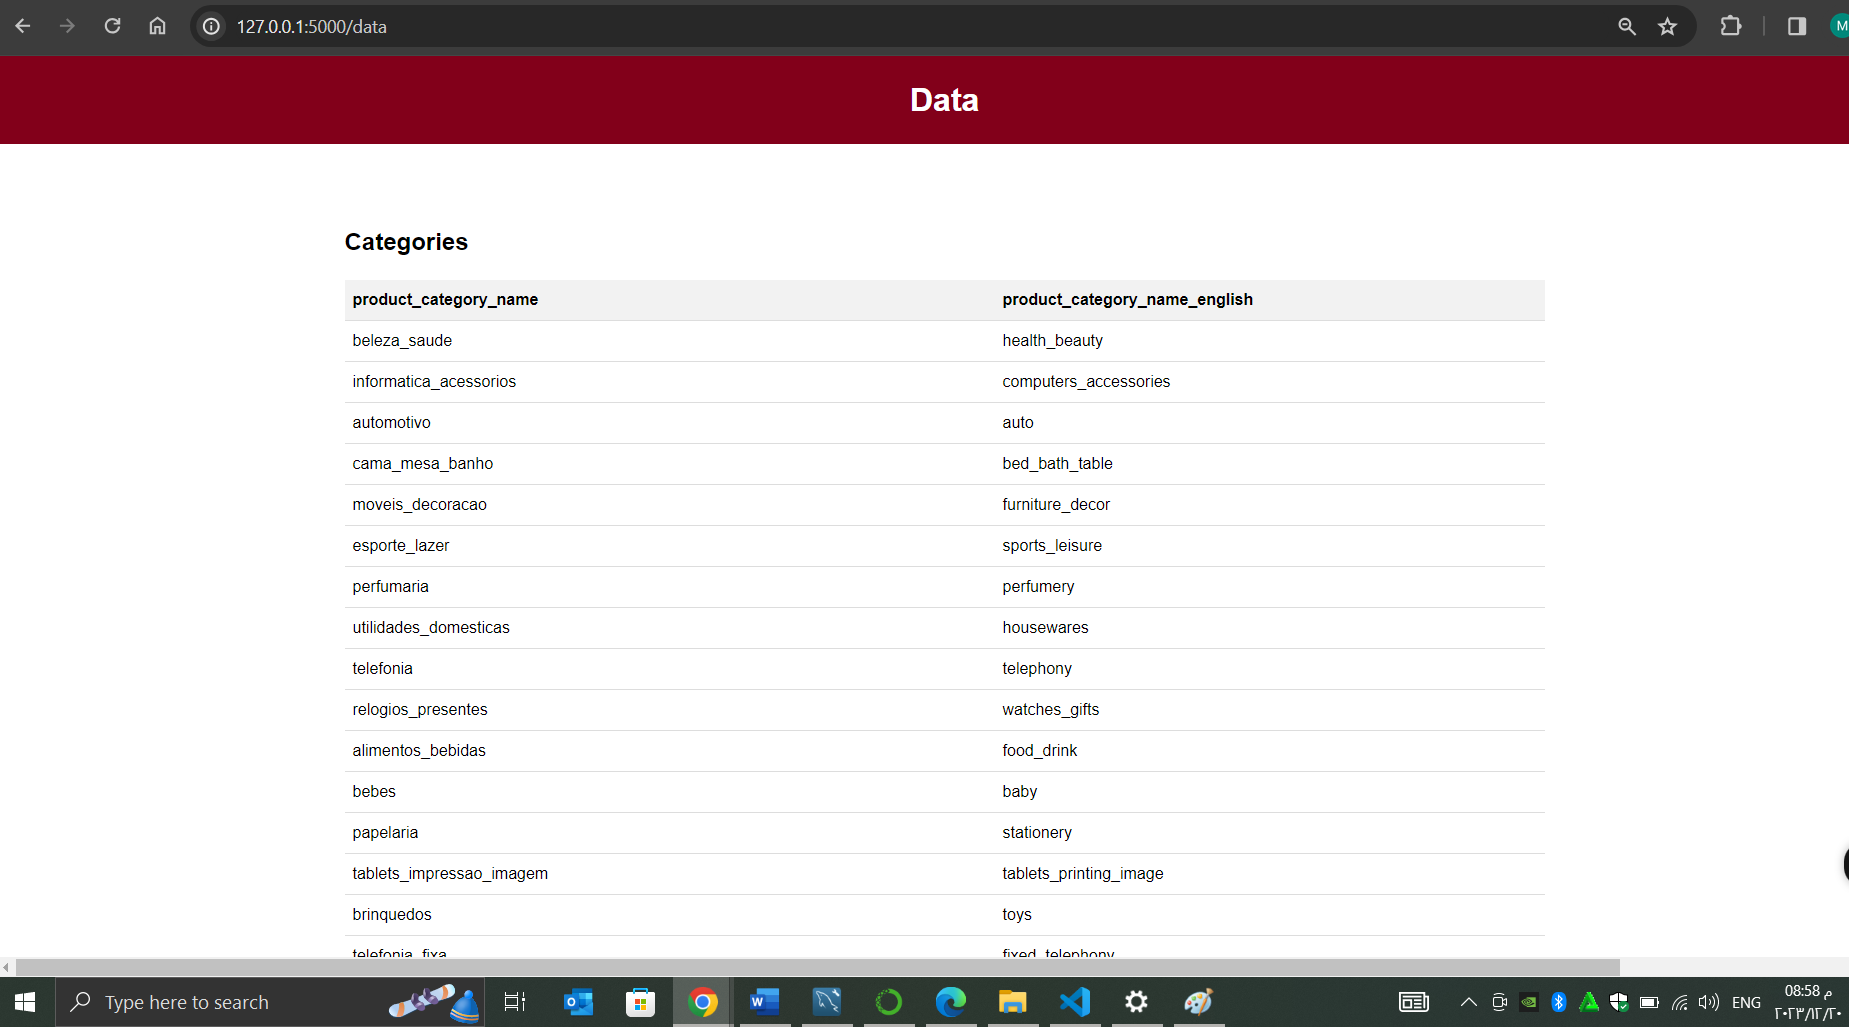 127.0.0.1:5000/data
M
Data
Categories
product_category_name product_category_name_english
beleza_saude health_beauty
informatica_acessorios computers_accessories
automotivo auto
cama_mesa_banho bed_bath_table
moveis_decoracao furniture_decor
esporte_lazer sports_leisure
perfumaria perfumery
utilidades_domesticas housewares
telefonia telephony
relogios_presentes watches_gifts
alimentos_bebidas food_drink
bebes baby
papelaria stationery
tablets_impressao_imagem tablets_printing_image
brinquedos toys
telefonia_fixa fixed_telephony
Type here to search
ENG
08:58 م
٢٠٢٣/١٢/٢٠